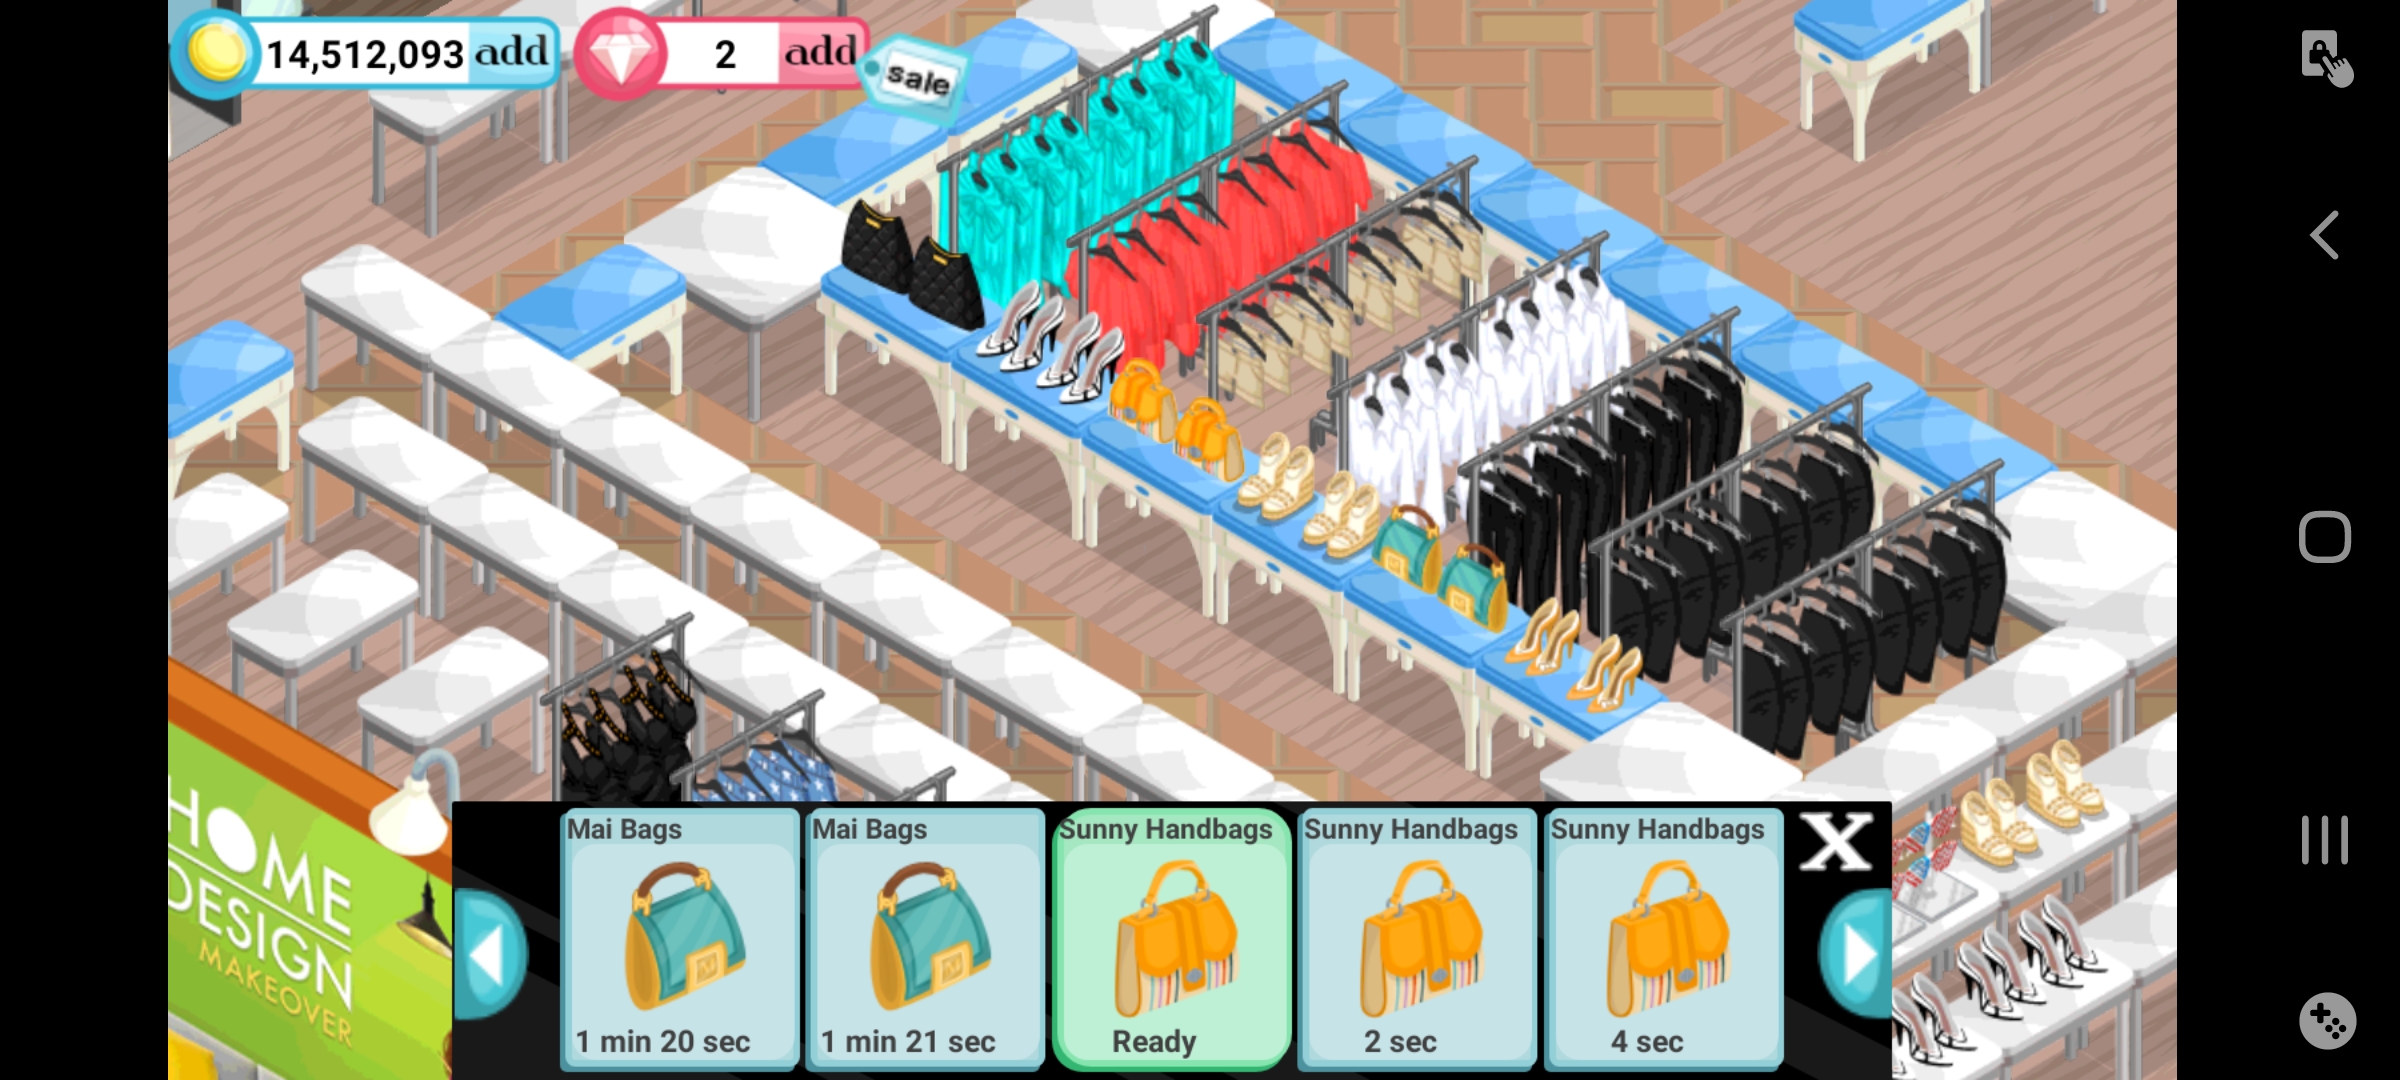 14,512,093 add
2 add
sale
HOME
DESIGN
MAKEOVER
Mai Bags
1 min 20 sec
Mai Bags
1 min 21 sec
Sunny Handbags
Ready
Sunny Handbags
2 sec
Sunny Handbags
4 sec
X